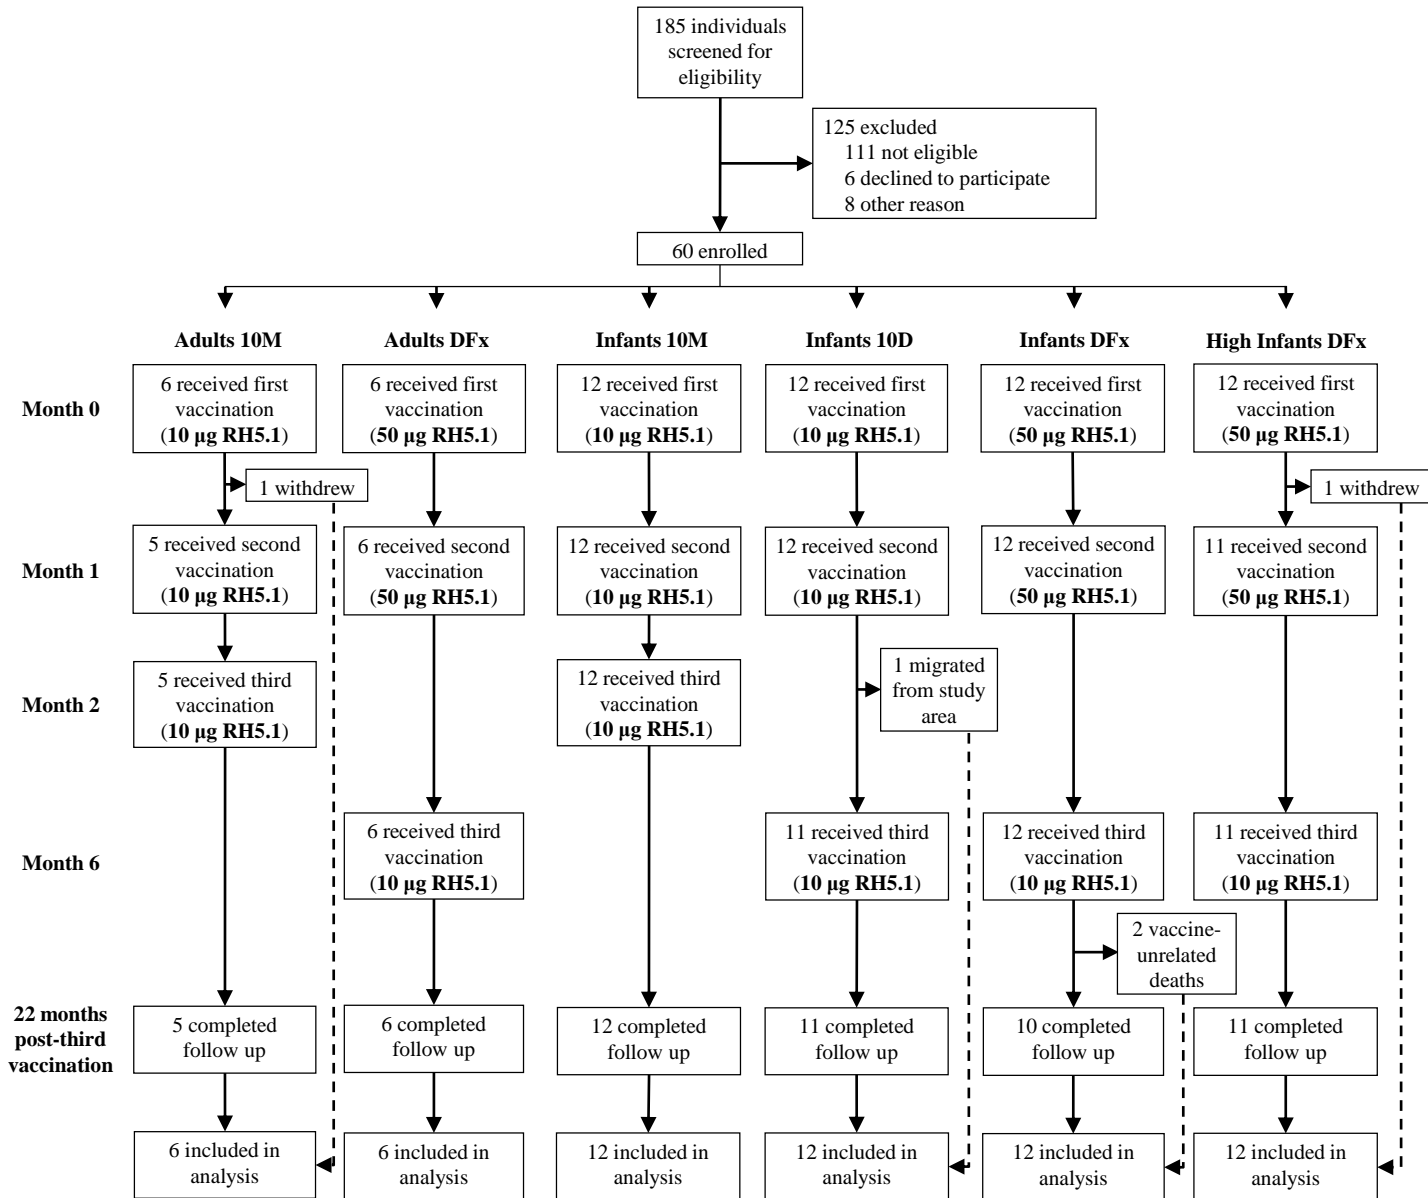 185 individuals
screened for
eligibility
125 excluded
111 not eligible
6 declined to participate
8 other reason
60 enrolled
Adults 10M
Adults DFx
Infants 10M
Infants 10D
Infants DFx
High Infants DFx
Month 0
6 received first
vaccination
(10 µg RH5.1)
6 received first
vaccination
(50 µg RH5.1)
12 received first
vaccination
(10 µg RH5.1)
12 received first
vaccination
(10 µg RH5.1)
12 received first
vaccination
(50 µg RH5.1)
12 received first
vaccination
(50 µg RH5.1)
1 withdrew
1 withdrew
Month 1
5 received second
vaccination
(10 µg RH5.1)
6 received second
vaccination
(50 µg RH5.1)
12 received second
vaccination
(10 µg RH5.1)
12 received second
vaccination
(10 µg RH5.1)
12 received second
vaccination
(50 µg RH5.1)
11 received second
vaccination
(50 µg RH5.1)
Month 2
5 received third
vaccination
(10 µg RH5.1)
12 received third
vaccination
(10 µg RH5.1)
1 migrated
from study
area
Month 6
6 received third
vaccination
(10 µg RH5.1)
11 received third
vaccination
(10 µg RH5.1)
12 received third
vaccination
(10 µg RH5.1)
11 received third
vaccination
(10 µg RH5.1)
2 vaccine-
unrelated
deaths
22 months
post-third
vaccination
5 completed
follow up
6 completed
follow up
12 completed
follow up
11 completed
follow up
10 completed
follow up
11 completed
follow up
6 included in
analysis
6 included in
analysis
12 included in
analysis
12 included in
analysis
12 included in
analysis
12 included in
analysis